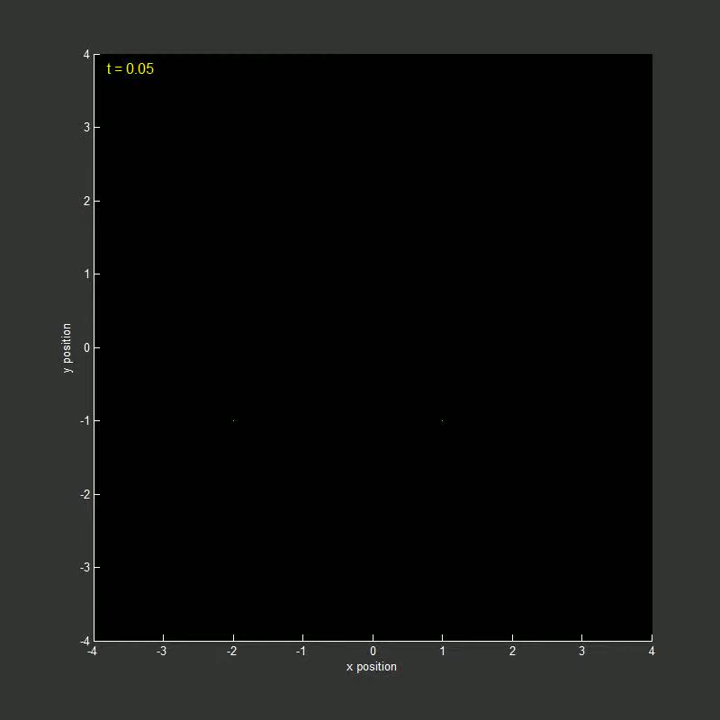 t = 0.05
4
3
2
1
0
-1
-2
-3
-4
y position
-4 -3 -2 -1 0 1 2 3 4
x position